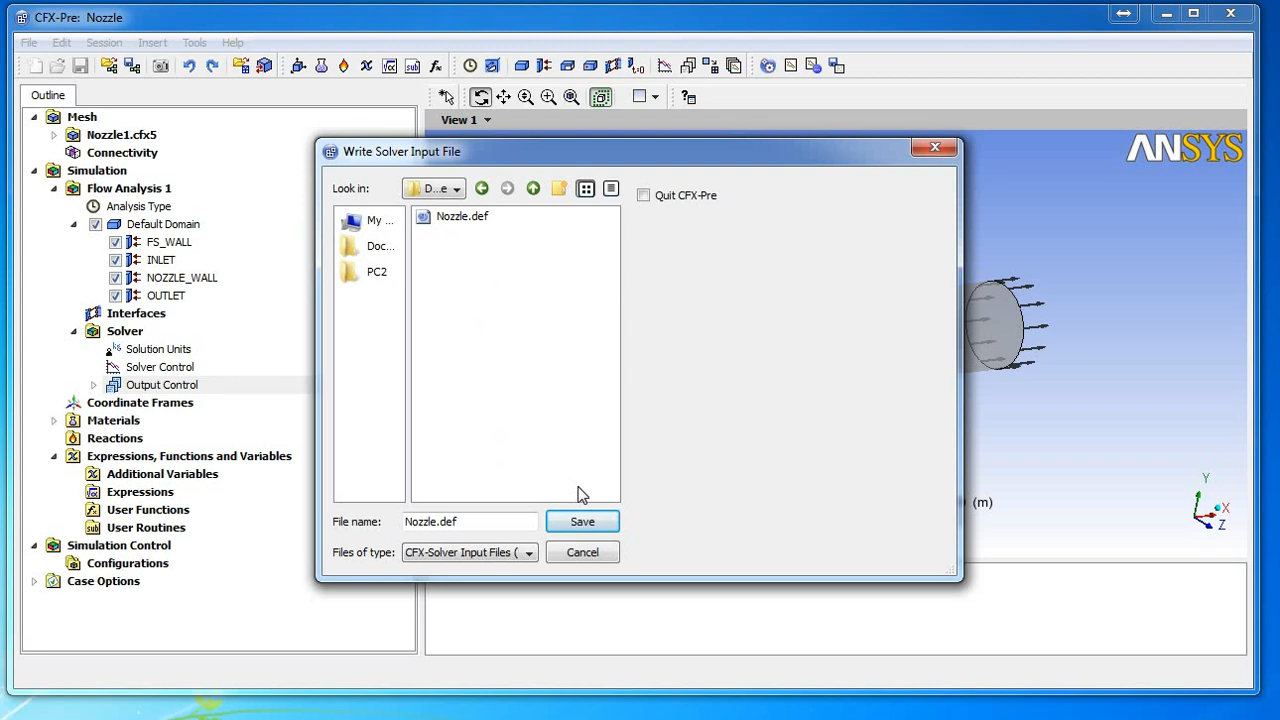 CFX-Pre: Nozzle
File Edit Session Insert Tools Help
Outline
View 1
ANSYS
Mesh
Nozzle1.cfx5
Connectivity
Simulation
Flow Analysis 1
Analysis Type
Default Domain
FS_WALL
INLET
NOZZLE_WALL
OUTLET
Interfaces
Solver
Solution Units
Solver Control
Output Control
Coordinate Frames
Materials
Reactions
Expressions, Functions and Variables
Additional Variables
Expressions
User Functions
User Routines
Simulation Control
Configurations
Case Options
Write Solver Input File
Look in: D...e
Quit CFX-Pre
My ...
Doc...
PC2
Nozzle.def
File name: Nozzle.def Save
Files of type: CFX-Solver Input Files ( Cancel
(m)
Y
X
Z